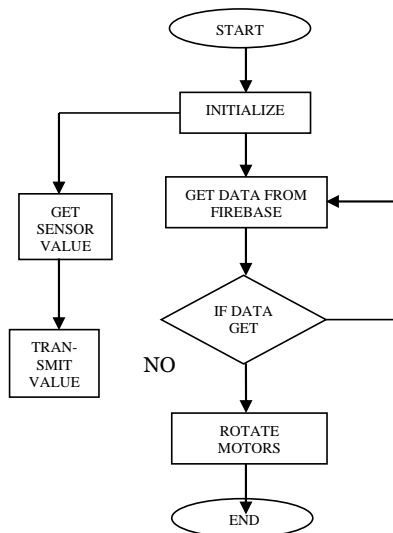 START
INITIALIZE
GET DATA FROM
FIREBASE
GET
SENSOR
VALUE
IF DATA
GET
TRAN-
SMIT
VALUE
NO
ROTATE
MOTORS
END